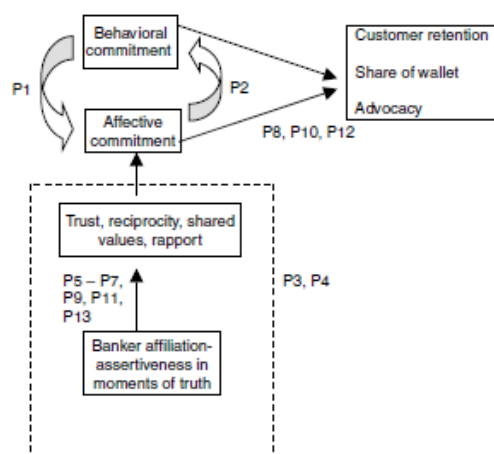 Behavioral
commitment
Customer retention
Share of wallet
Advocacy
P1
P2
Affective
commitment
P8, P10, P12
Trust, reciprocity, shared
values, rapport
P5 – P7,
P9, P11,
P13
P3, P4
Banker affiliation-
assertiveness in
moments of truth